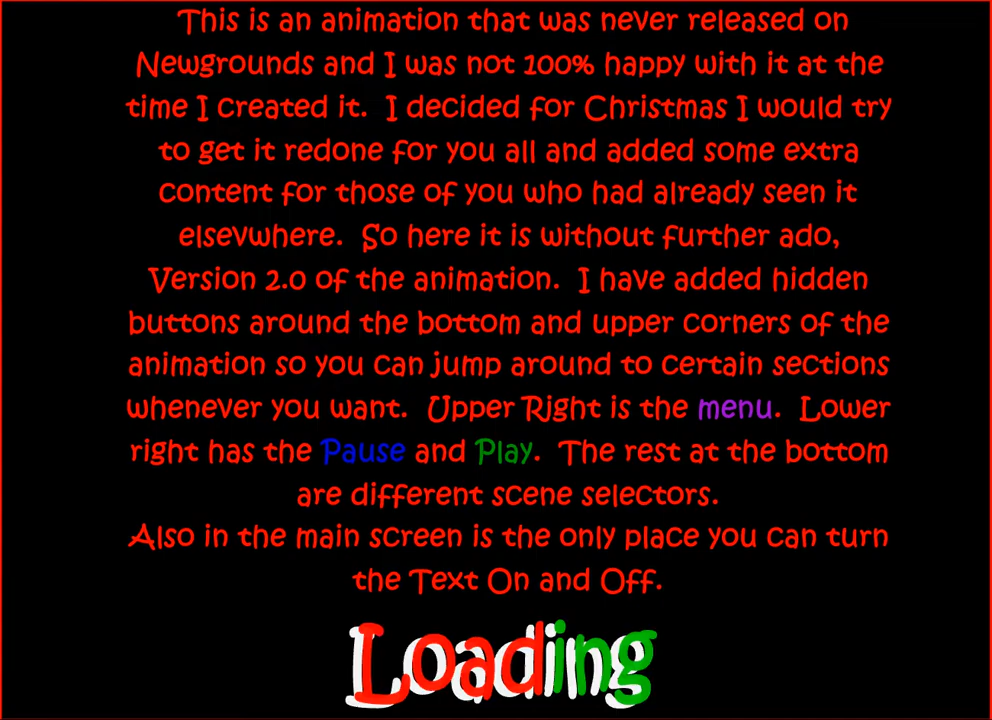 This is an animation that was never released on
Newgrounds and I was not 100% happy with it at the
time I created it.  I decided for Christmas I would try
to get it redone for you all and added some extra
content for those of you who had already seen it
elsevwhere.  So here it is without further ado,
Version 2.0 of the animation.  I have added hidden
buttons around the bottom and upper corners of the
animation so you can jump around to certain sections
whenever you want.  Upper Right is the menu.  Lower
right has the Pause and Play.  The rest at the bottom
are different scene selectors.
Also in the main screen is the only place you can turn
the Text On and Off.
Loading